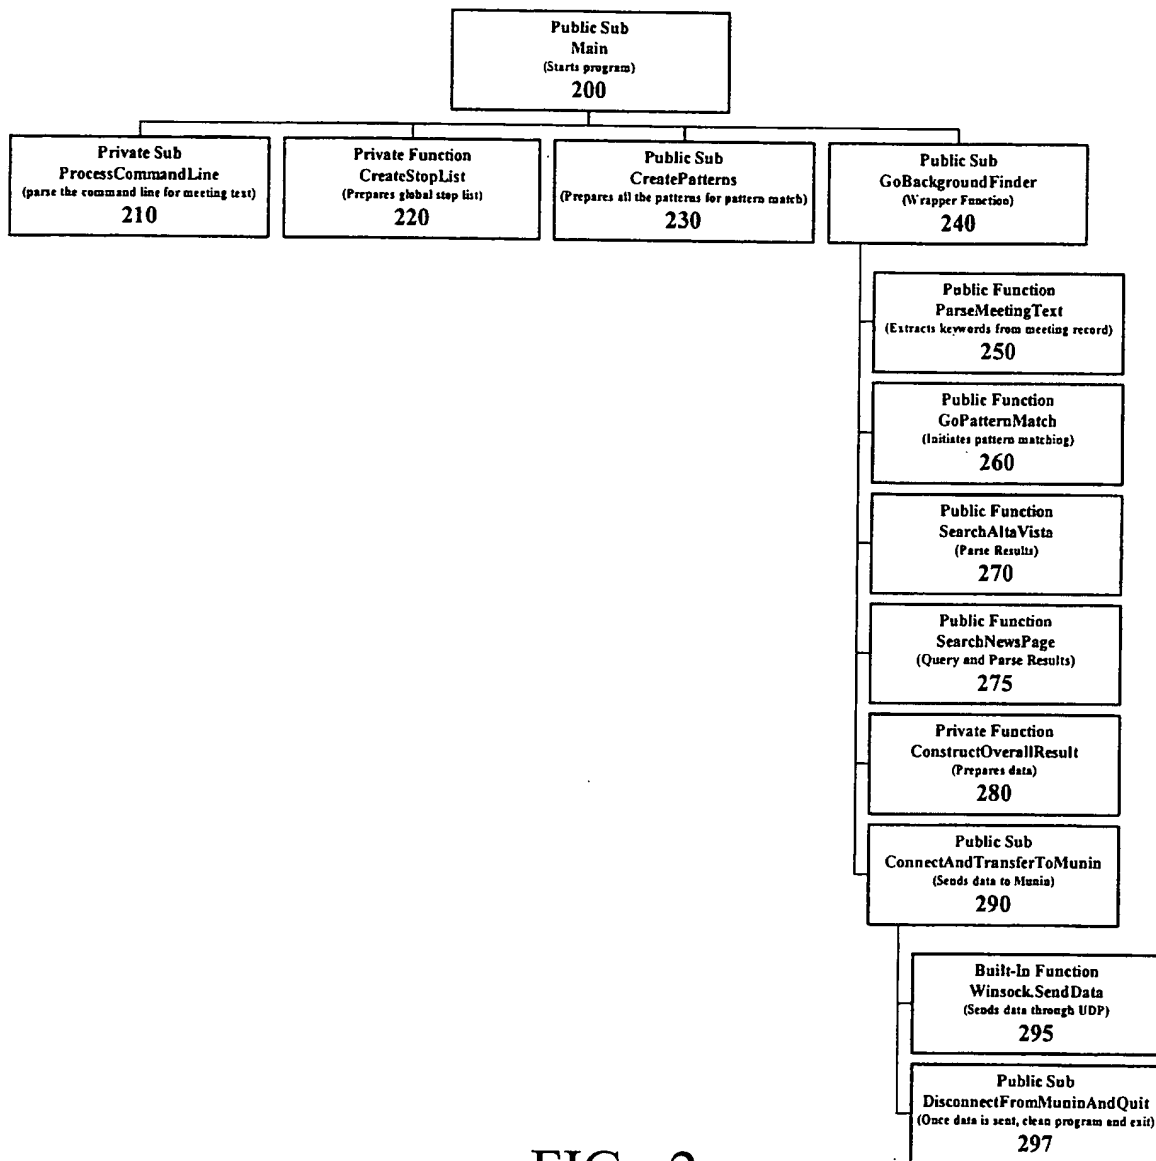 Public Sub
Main
(Starts program)
200
Private Sub
ProcessCommandLine
(parse the command line for meeting text)
210
Private Function
CreateStopList
(Prepares global stop list)
220
Public Sub
CreatePatterns
(Prepares all the patterns for pattern match)
230
Public Sub
GoBackgroundFinder
(Wrapper Function)
240
Public Function
ParseMeetingText
(Extracts keywords from meeting record)
250
Public Function
GoPatternMatch
(Initiates pattern matching)
260
Public Function
SearchAltaVista
(Parse Results)
270
Public Function
SearchNewsPage
(Query and Parse Results)
275
Private Function
ConstructOverallResult
(Prepares data)
280
Public Sub
ConnectAndTransferToMunin
(Sends data to Munin)
290
Built-In Function
Winsock.SendData
(Sends data through UDP)
295
Public Sub
DisconnectFromMuninAndQuit
(Once data is sent, clean program and exit)
297
FIG. 2